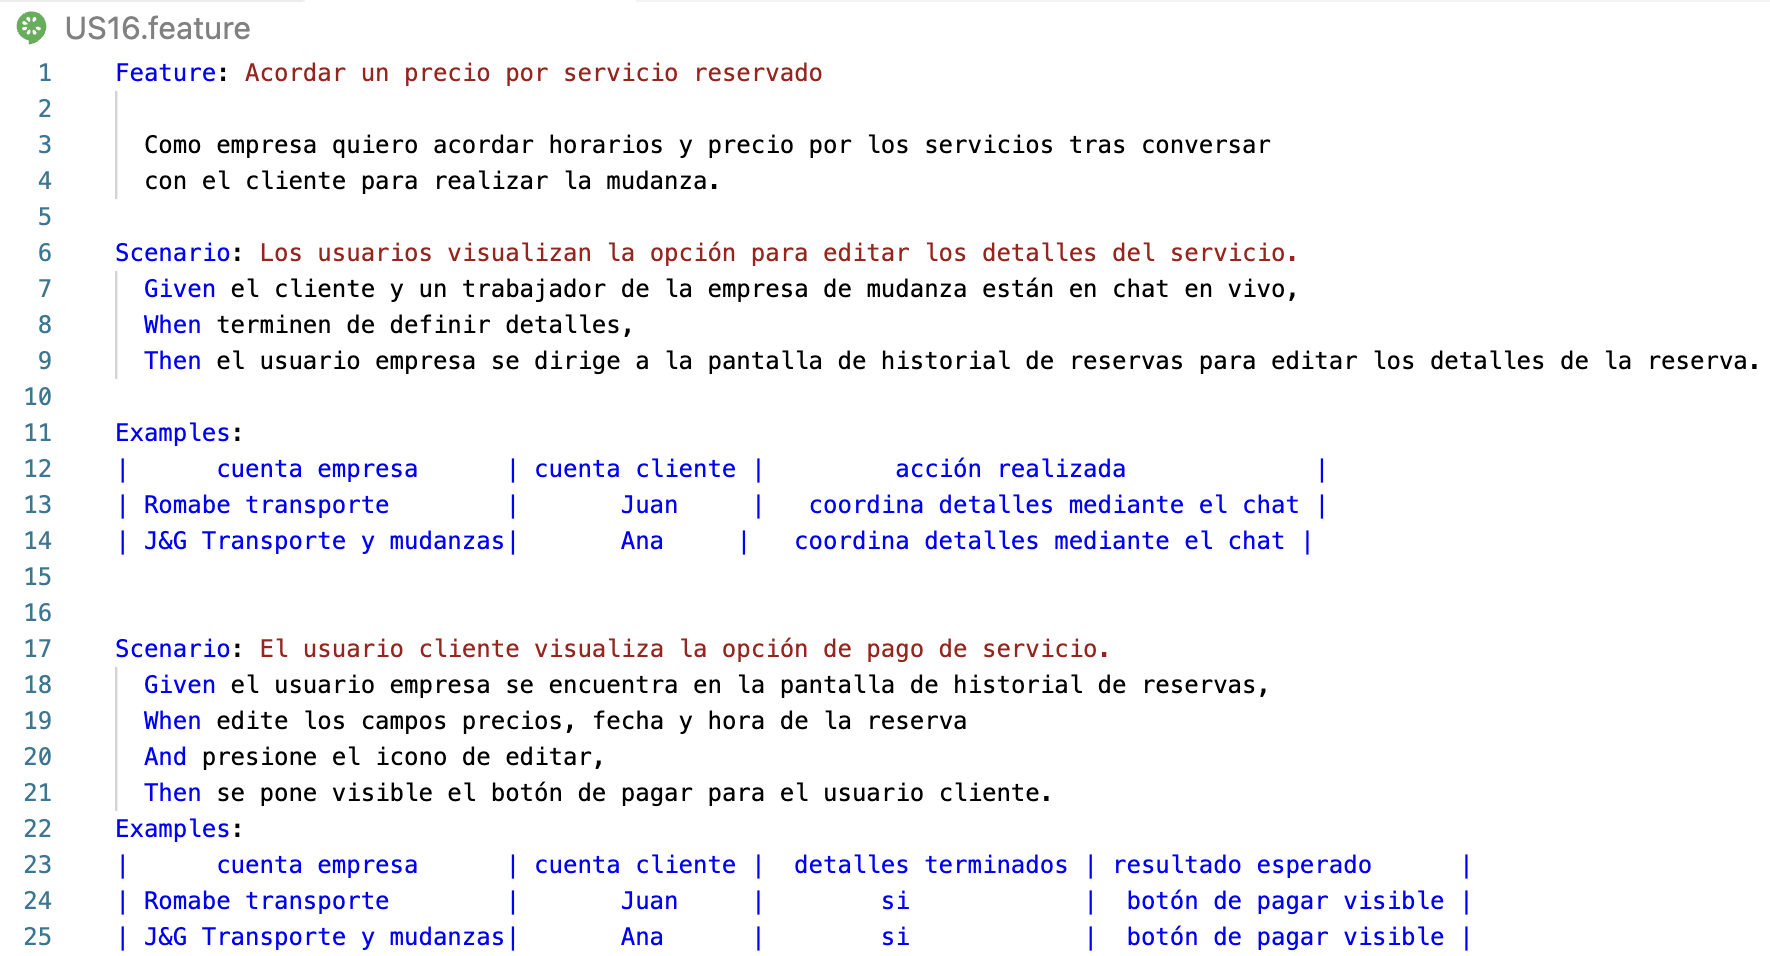 US16.feature
1 Feature: Acordar un precio por servicio reservado
2
3 Como empresa quiero acordar horarios y precio por los servicios tras conversar
4 con el cliente para realizar la mudanza.
5
6 Scenario: Los usuarios visualizan la opción para editar los detalles del servicio.
7 Given el cliente y un trabajador de la empresa de mudanza están en chat en vivo,
8 When terminen de definir detalles,
9 Then el usuario empresa se dirige a la pantalla de historial de reservas para editar los detalles de la reserva.
10
11 Examples:
12 | cuenta empresa | cuenta cliente | acción realizada |
13 | Romabe transporte | Juan | coordina detalles mediante el chat |
14 | J&G Transporte y mudanzas| Ana | coordina detalles mediante el chat |
15
16
17 Scenario: El usuario cliente visualiza la opción de pago de servicio.
18 Given el usuario empresa se encuentra en la pantalla de historial de reservas,
19 When edite los campos precios, fecha y hora de la reserva
20 And presione el icono de editar,
21 Then se pone visible el botón de pagar para el usuario cliente.
22 Examples:
23 | cuenta empresa | cuenta cliente | detalles terminados | resultado esperado |
24 | Romabe transporte | Juan | si | botón de pagar visible |
25 | J&G Transporte y mudanzas| Ana | si | botón de pagar visible |